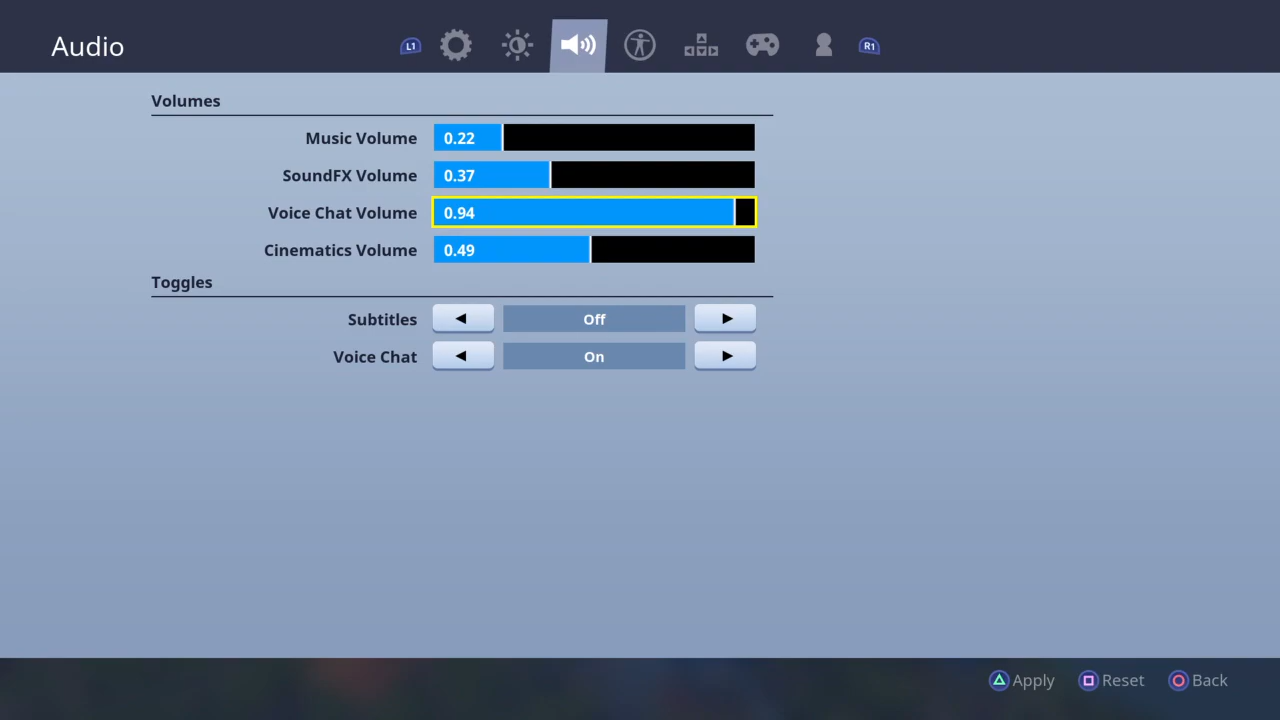 Audio
L1
R1
Volumes
Music Volume 0.22
SoundFX Volume 0.37
Voice Chat Volume 0.94
Cinematics Volume 0.49
Toggles
Subtitles Off
Voice Chat On
Apply Reset Back